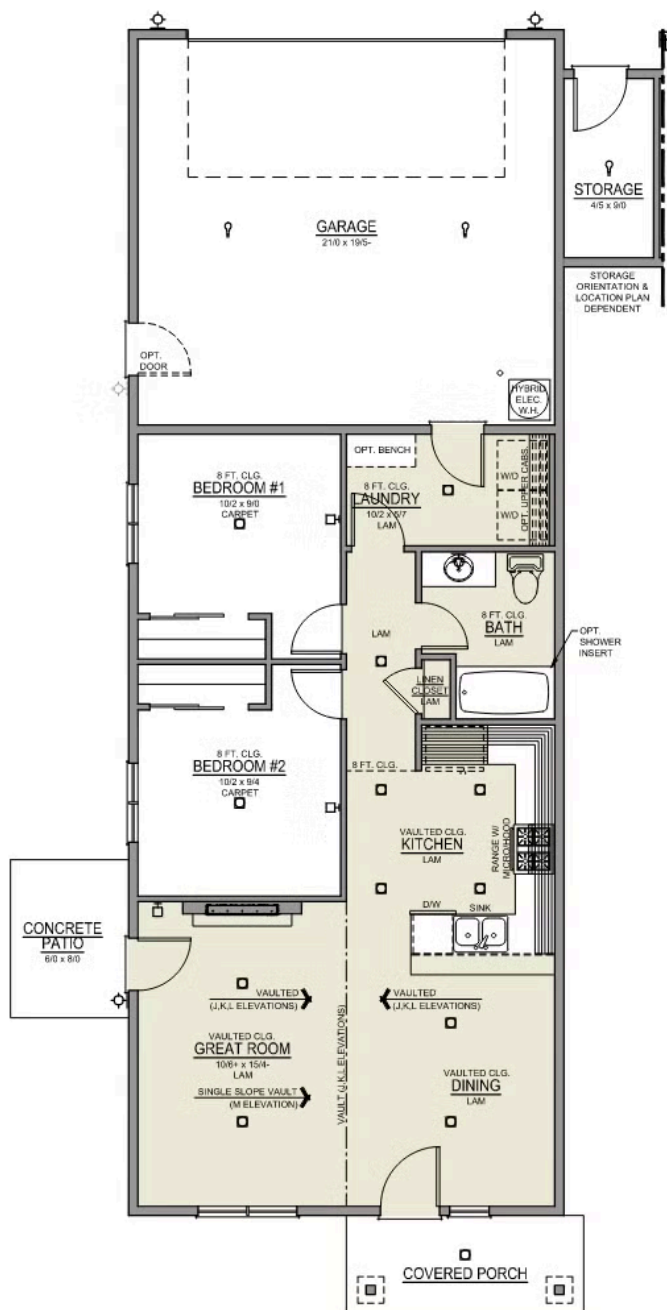 GARAGE
21/0 x 19/5-
STORAGE
4/5 x 9/0
STORAGE
ORIENTATION &
LOCATION PLAN
DEPENDENT
OPT.
DOOR
HYBRID
ELEC.
W.H.
8 FT. CLG.
BEDROOM #1
10/2 x 9/0
CARPET
OPT. BENCH
8 FT. CLG.
LAUNDRY
10/2 x 5/7
LAM
W/D
W/D
OPT. UPPER CABS.
8 FT. CLG.
BATH
LAM
OPT.
SHOWER
INSERT
LAM
LINEN
CLOSET
LAM
8 FT. CLG.
BEDROOM #2
10/2 x 9/4
CARPET
8 FT. CLG.
VAULTED CLG.
KITCHEN
LAM
RANGE W/
MICRO/HOOD
D/W
SINK
CONCRETE
PATIO
6/0 x 8/0
VAULTED
(J,K,L ELEVATIONS)
VAULTED
(J,K,L ELEVATIONS)
VAULTED CLG.
GREAT ROOM
10/6+ x 15/4-
LAM
SINGLE SLOPE VAULT
(M ELEVATION)
VAULT (J,K,L ELEVATIONS)
VAULTED CLG.
DINING
LAM
COVERED PORCH